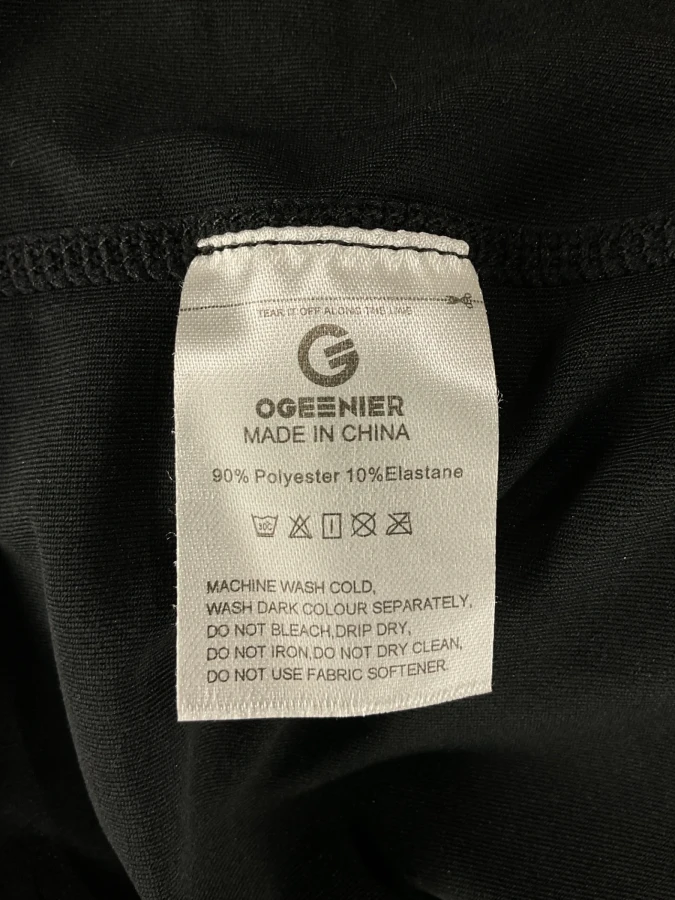 TEAR IT OFF ALONG THE LINE
OGEENIER
MADE IN CHINA
90% Polyester 10%Elastane
30°C
MACHINE WASH COLD,
WASH DARK COLOUR SEPARATELY,
DO NOT BLEACH,DRIP DRY,
DO NOT IRON,DO NOT DRY CLEAN,
DO NOT USE FABRIC SOFTENER.